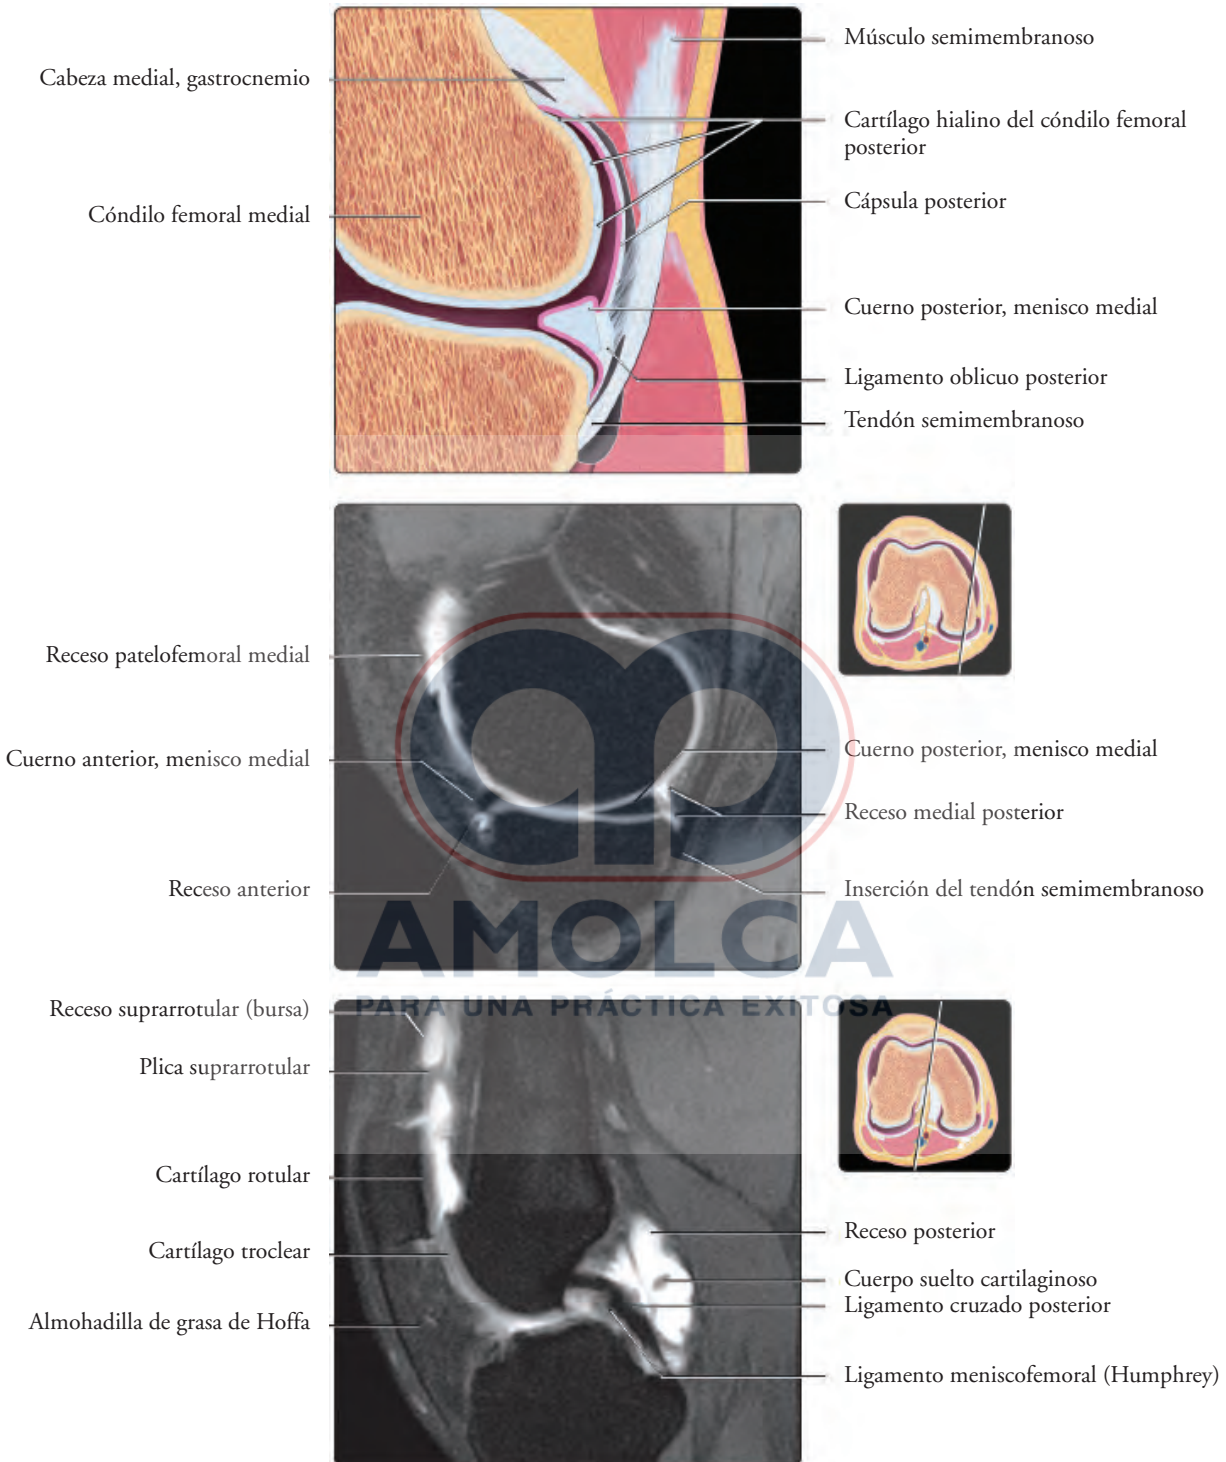 Músculo semimembranoso
Cabeza medial, gastrocnemio
Cartílago hialino del cóndilo femoral
posterior
Cóndilo femoral medial
Cápsula posterior
Cuerno posterior, menisco medial
Ligamento oblicuo posterior
Tendón semimembranoso
Receso patelofemoral medial
Cuerno anterior, menisco medial
Receso anterior
Cuerno posterior, menisco medial
Receso medial posterior
Inserción del tendón semimembranoso
AMOLCA
PARA UNA PRÁCTICA EXITOSA
Receso suprarrotular (bursa)
Plica suprarrotular
Cartílago rotular
Cartílago troclear
Almohadilla de grasa de Hoffa
Receso posterior
Cuerpo suelto cartilaginoso
Ligamento cruzado posterior
Ligamento meniscofemoral (Humphrey)